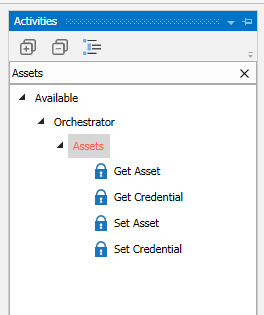 Activities
Assets
Available
Orchestrator
Assets
Get Asset
Get Credential
Set Asset
Set Credential